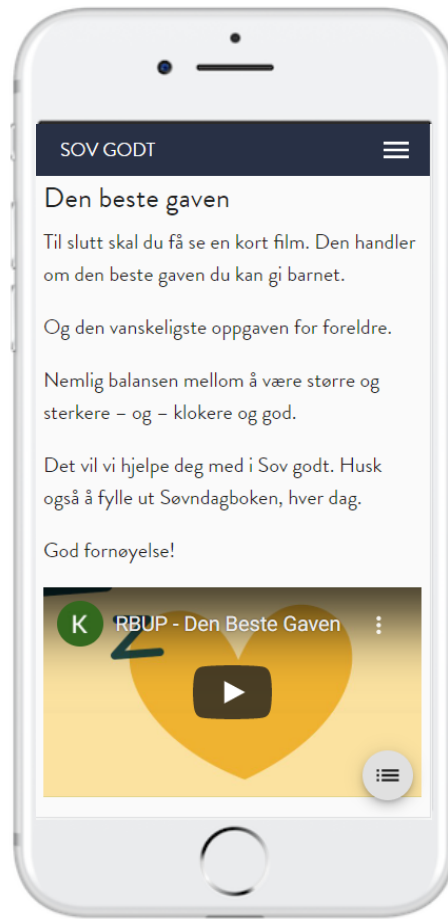 SOV GODT
Den beste gaven
Til slutt skal du få se en kort film. Den handler
om den beste gaven du kan gi barnet.
Og den vanskeligste oppgaven for foreldre.
Nemlig balansen mellom å være større og
sterkere – og – klokere og god.
Det vil vi hjelpe deg med i Sov godt. Husk
også å fylle ut Søvndagboken, hver dag.
God fornøyelse!
K RBUP - Den Beste Gaven
Z